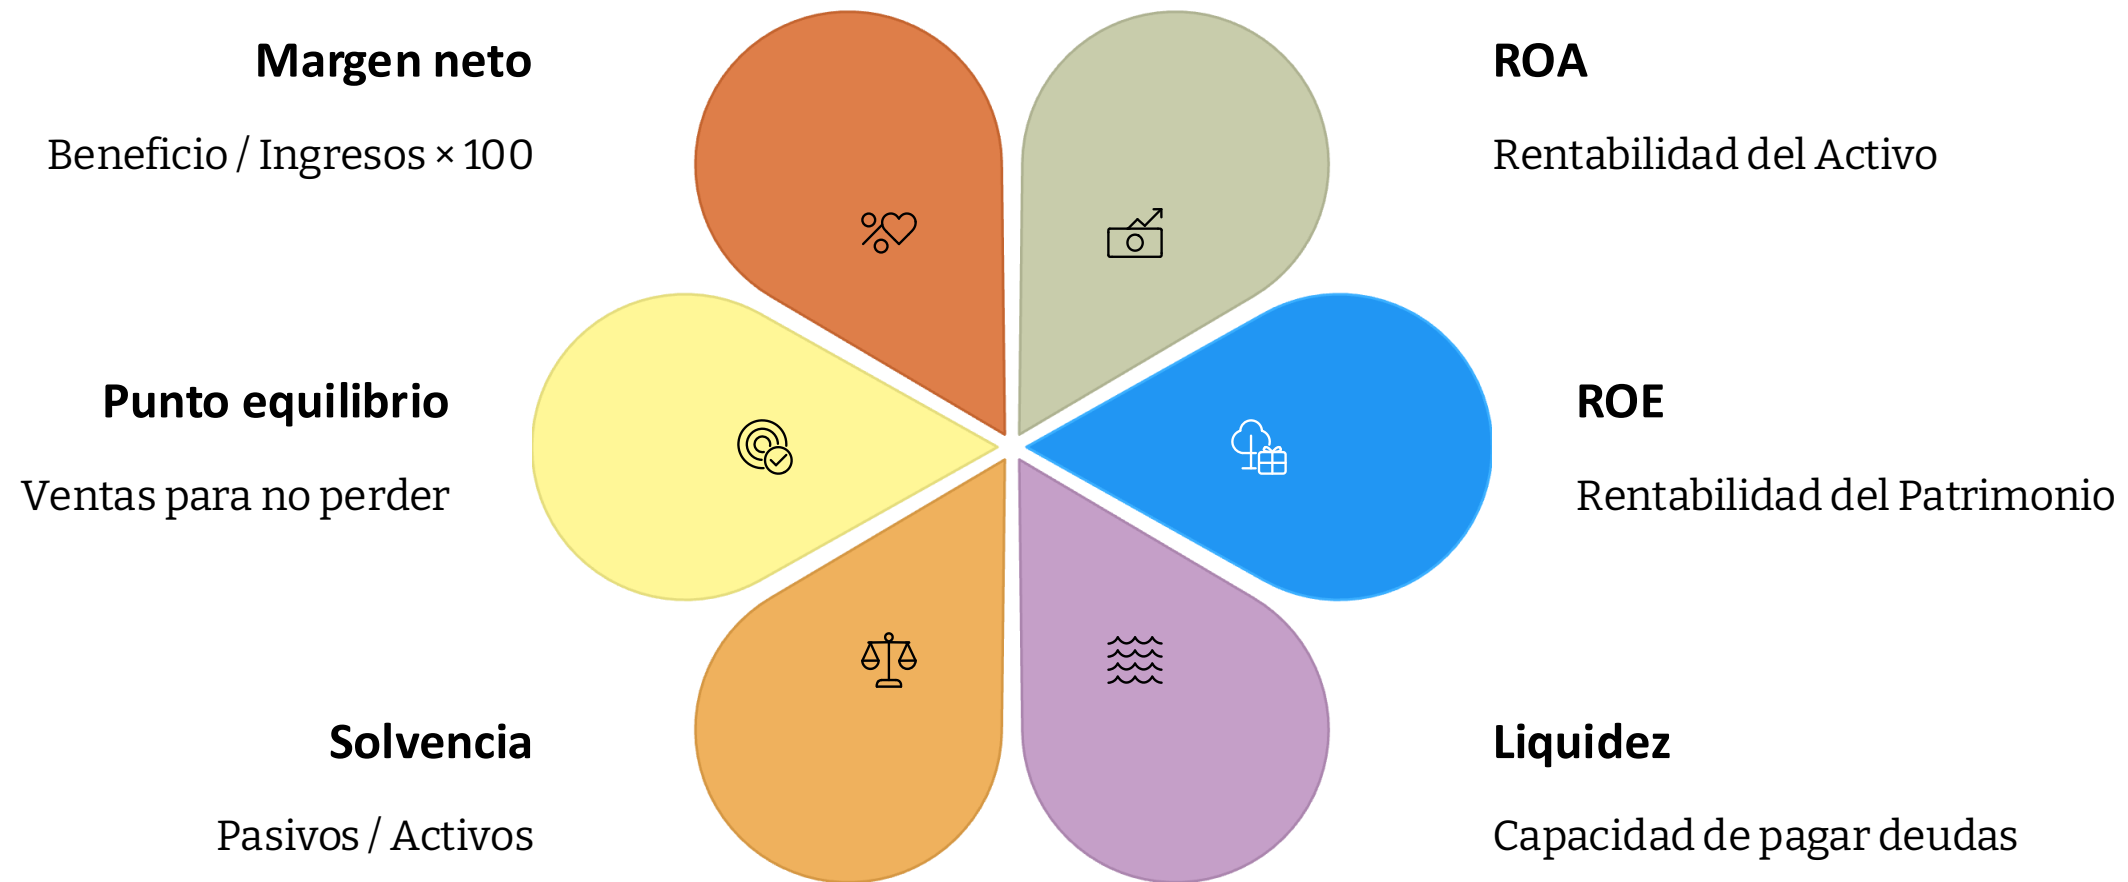 Margen neto
Beneficio / Ingresos × 100
ROA
Rentabilidad del Activo
Punto equilibrio
Ventas para no perder
ROE
Rentabilidad del Patrimonio
Solvencia
Pasivos / Activos
Liquidez
Capacidad de pagar deudas